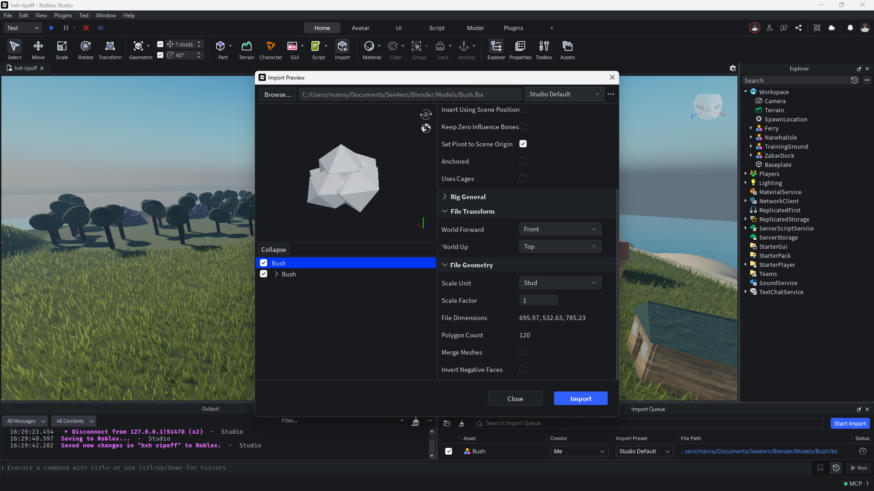 hxh ripoff - Roblox Studio
File Edit View Plugins Test Window Help
Test Home Avatar UI Script Model Plugins +
Select Move Scale Rotate Transform Geometric 1 studs 45° Part Terrain Character GUI Script Import Material Color Group Lock Anchor Explorer Properties Toolbox Assets
hxh ripoff
Import Preview
Browse... C:/Users/manny/Documents/Seekers/Blender/Models/Bush.fbx Studio Default
Insert Using Scene Position
Keep Zero Influence Bones
Set Pivot to Scene Origin
Anchored
Uses Cages
Rig General
File Transform
World Forward Front
World Up Top
File Geometry
Scale Unit Stud
Scale Factor 1
File Dimensions 695.97, 532.63, 785.23
Polygon Count 120
Merge Meshes
Invert Negative Faces
Collapse
Bush
Bush
Close Import
Explorer
Search
Workspace
Camera
Terrain
SpawnLocation
Ferry
NarwhalIsle
TrainingGround
ZabarDock
Baseplate
Players
Lighting
MaterialService
NetworkClient
ReplicatedFirst
ReplicatedStorage
ServerScriptService
ServerStorage
StarterGui
StarterPack
StarterPlayer
Teams
SoundService
TextChatService
Output
All Messages All Contexts Filter...
16:29:23.454 Disconnect from 127.0.0.1|51478 (x2) - Studio
16:29:40.597 Saving to Roblox... - Studio
16:29:42.282 Saved new changes in "hxh ripoff" to Roblox. - Studio
Import Queue
Search Import Queue Start Import
Asset Creator Import Preset File Path Status
Bush Me Studio Default ...sers/manny/Documents/Seekers/Blender/Models/Bush.fbx
Execute a command with Ctrl+↵ or use Ctrl+Up/Down for history Run
MCP · 1